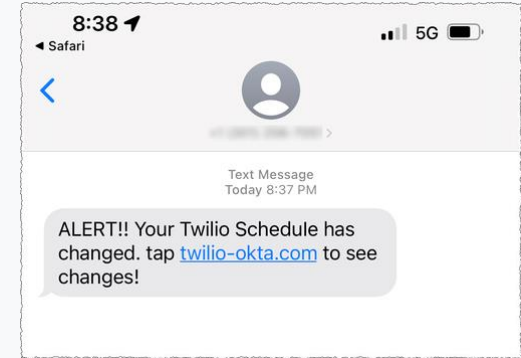 8:38
5G
Safari
Text Message
Today 8:37 PM
ALERT!! Your Twilio Schedule has
changed. tap twilio-okta.com to see
changes!